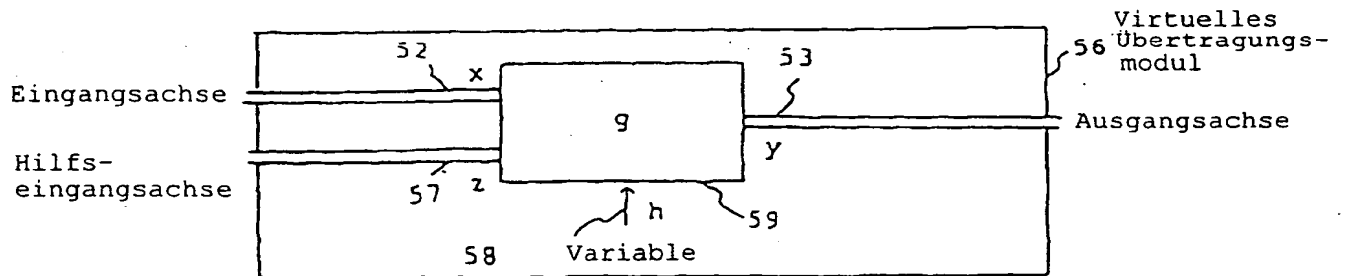 Virtuelles
56 Übertragungs-
modul
52
x
53
Eingangsachse
g
Ausgangsachse
y
Hilfs-
eingangsachse
57
z
h
59
58
Variable